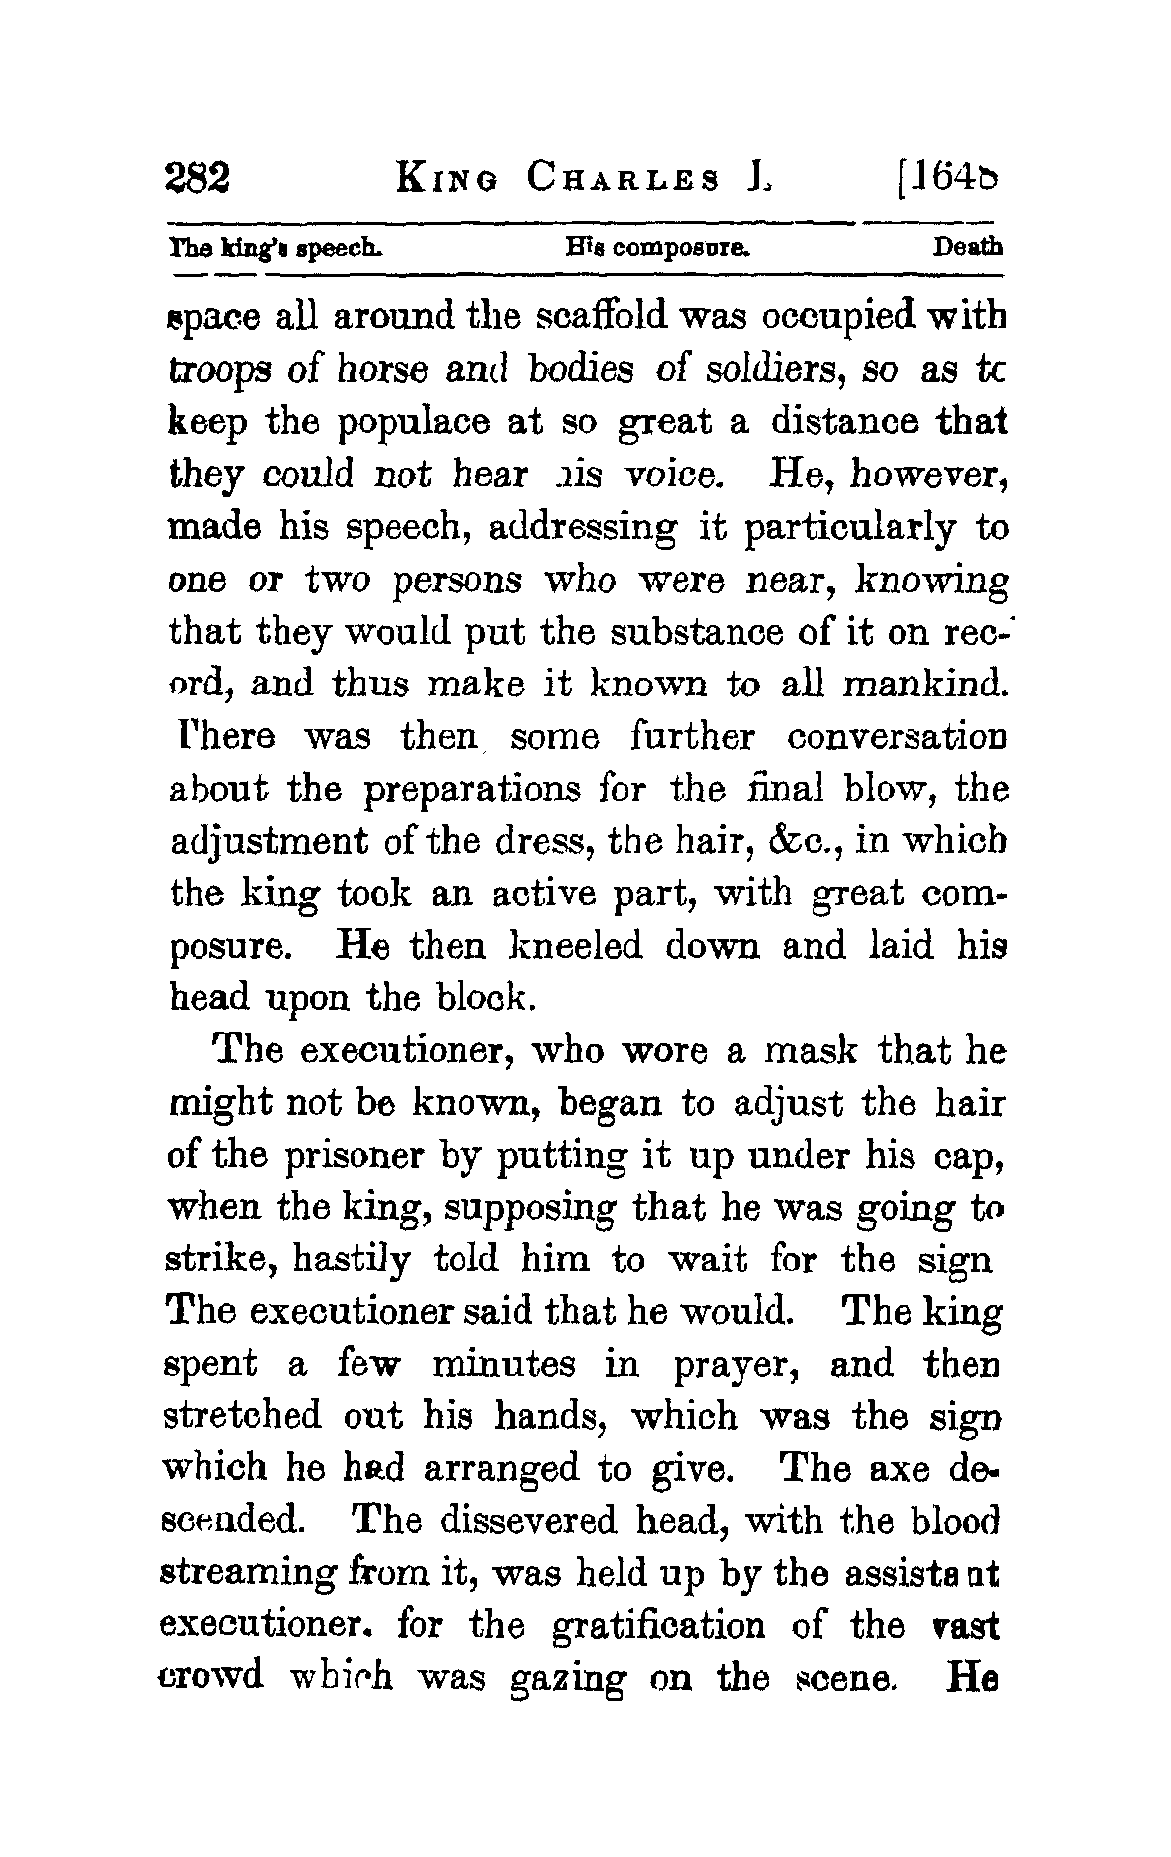 282 King Charles I. [1648
The king's speech. His composure. Death
space all around the scaffold was occupied with
troops of horse and bodies of soldiers, so as to
keep the populace at so great a distance that
they could not hear his voice. He, however,
made his speech, addressing it particularly to
one or two persons who were near, knowing
that they would put the substance of it on rec-
ord, and thus make it known to all mankind.
There was then some further conversation
about the preparations for the final blow, the
adjustment of the dress, the hair, &c., in which
the king took an active part, with great com-
posure. He then kneeled down and laid his
head upon the block.
The executioner, who wore a mask that he
might not be known, began to adjust the hair
of the prisoner by putting it up under his cap,
when the king, supposing that he was going to
strike, hastily told him to wait for the sign
The executioner said that he would. The king
spent a few minutes in prayer, and then
stretched out his hands, which was the sign
which he had arranged to give. The axe de-
scended. The dissevered head, with the blood
streaming from it, was held up by the assistant
executioner. for the gratification of the vast
crowd which was gazing on the scene. He